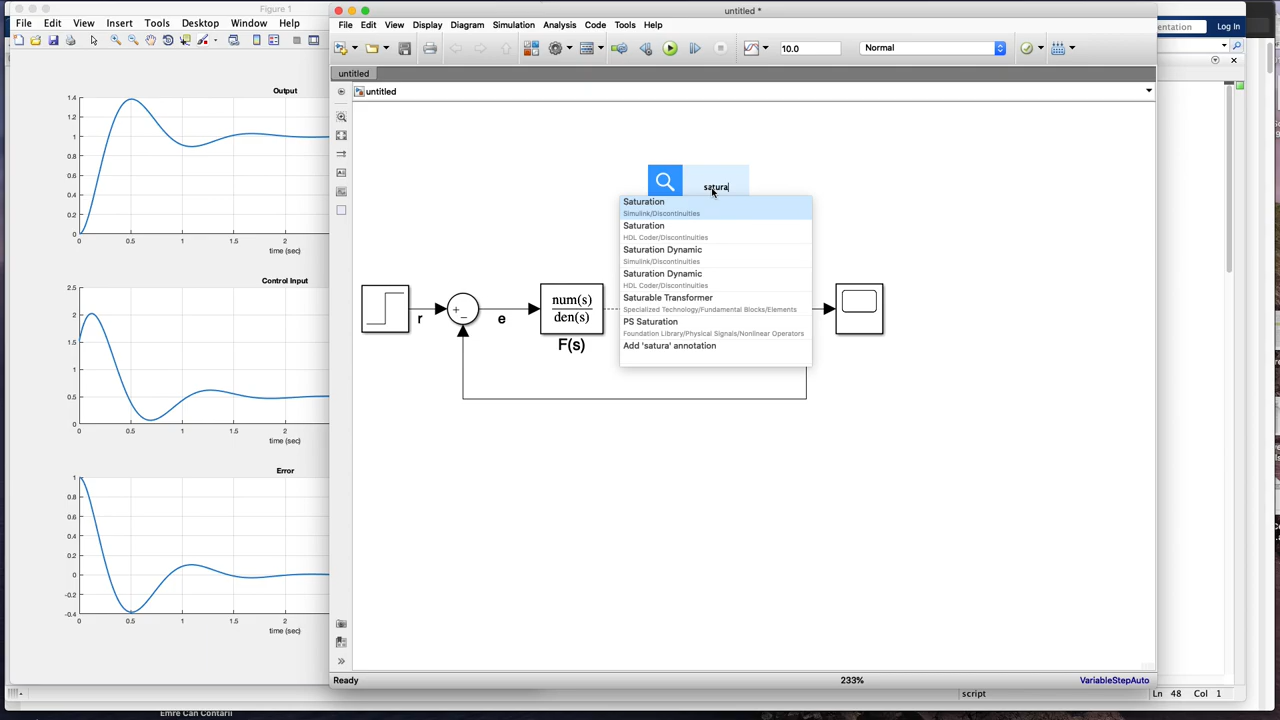 Figure 1
File Edit View Insert Tools Desktop Window Help
untitled *
File Edit View Display Diagram Simulation Analysis Code Tools Help
10.0
Normal
entation
Log In
untitled
untitled
Output
1.4
1.2
1
0.8
0.6
0.4
0.2
0
0 0.5 1 1.5 2
time (sec)
Control Input
2.5
2
1.5
1
0.5
0
0 0.5 1 1.5 2
time (sec)
Error
1
0.8
0.6
0.4
0.2
0
-0.2
-0.4
0 0.5 1 1.5 2
time (sec)
satura
Saturation
Simulink/Discontinuities
Saturation
HDL Coder/Discontinuities
Saturation Dynamic
Simulink/Discontinuities
Saturation Dynamic
HDL Coder/Discontinuities
Saturable Transformer
Specialized Technology/Fundamental Blocks/Elements
PS Saturation
Foundation Library/Physical Signals/Nonlinear Operators
Add 'satura' annotation
+
−
r
e
num(s)
den(s)
F(s)
Ready
233%
VariableStepAuto
script
Ln 48 Col 1
Emre Can Contarli